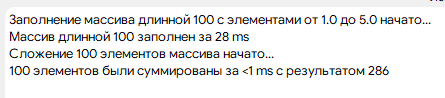 Заполнение массива длинной 100 с элементами от 1.0 до 5.0 начато...
Массив длинной 100 заполнен за 28 ms
Сложение 100 элементов массива начато...
100 элементов были суммированы за <1 ms с результатом 286